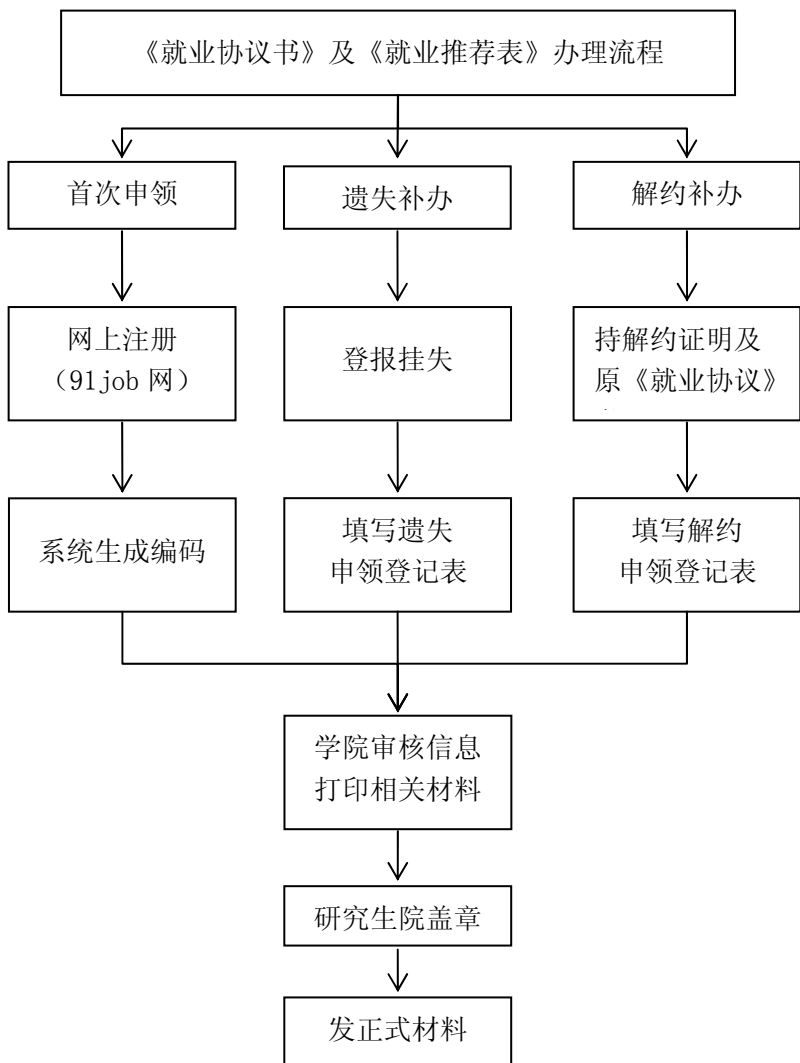 《就业协议书》及《就业推荐表》办理流程
首次申领
遗失补办
解约补办
网上注册
（91job 网）
登报挂失
持解约证明及
原《就业协议》
系统生成编码
填写遗失
申领登记表
填写解约
申领登记表
学院审核信息
打印相关材料
研究生院盖章
发正式材料